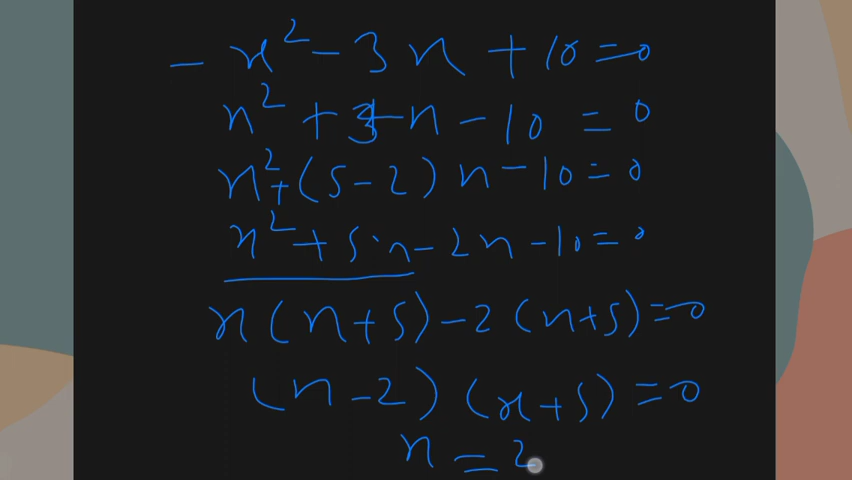 - x² - 3x + 10 = 0
x² + 3x - 10 = 0
x² + (5-2)x - 10 = 0
x² + 5x - 2x - 10 = 0
x(x+5) - 2(x+5) = 0
(x-2)(x+5) = 0
x = 2